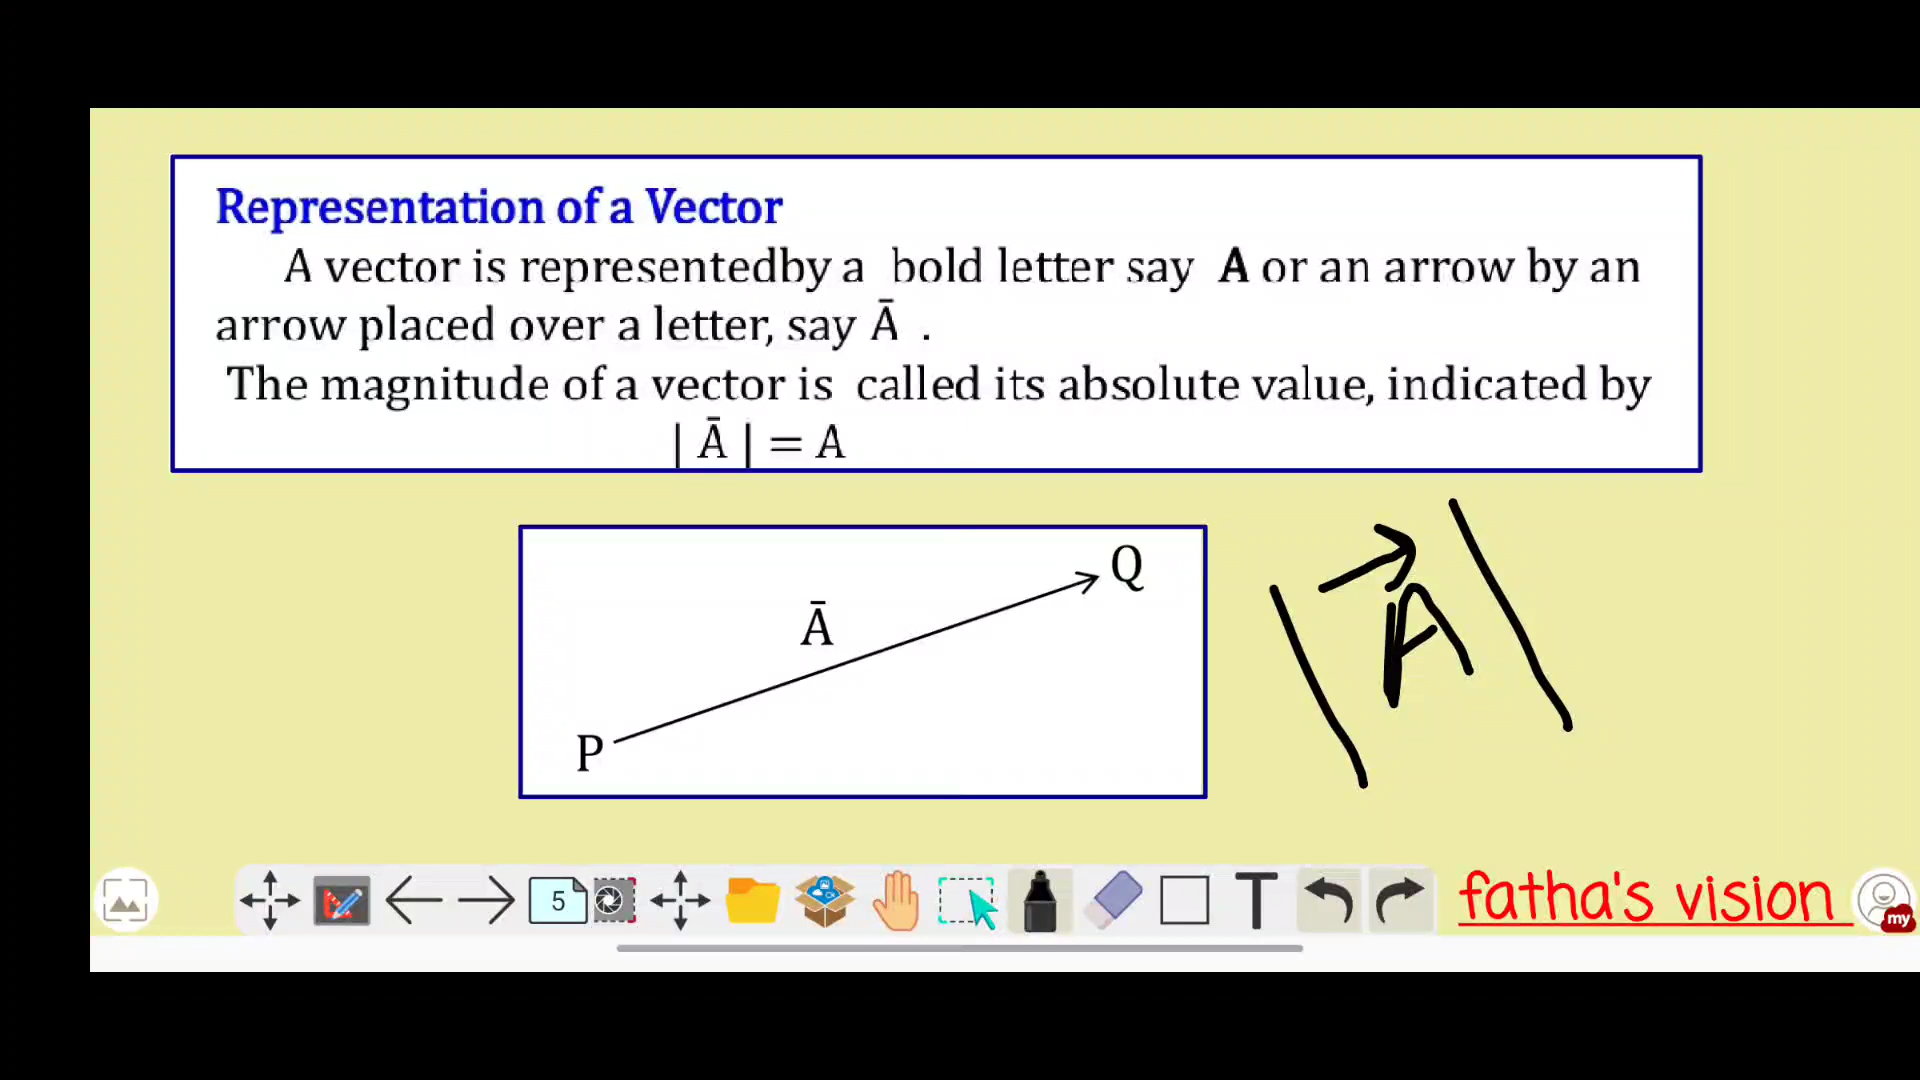 Representation of a Vector
A vector is representedby a bold letter say A or an arrow by an
arrow placed over a letter, say Ā .
The magnitude of a vector is called its absolute value, indicated by
| Ā | = A
Q
Ā
P
|A⃗|
5
T
fatha's vision
my